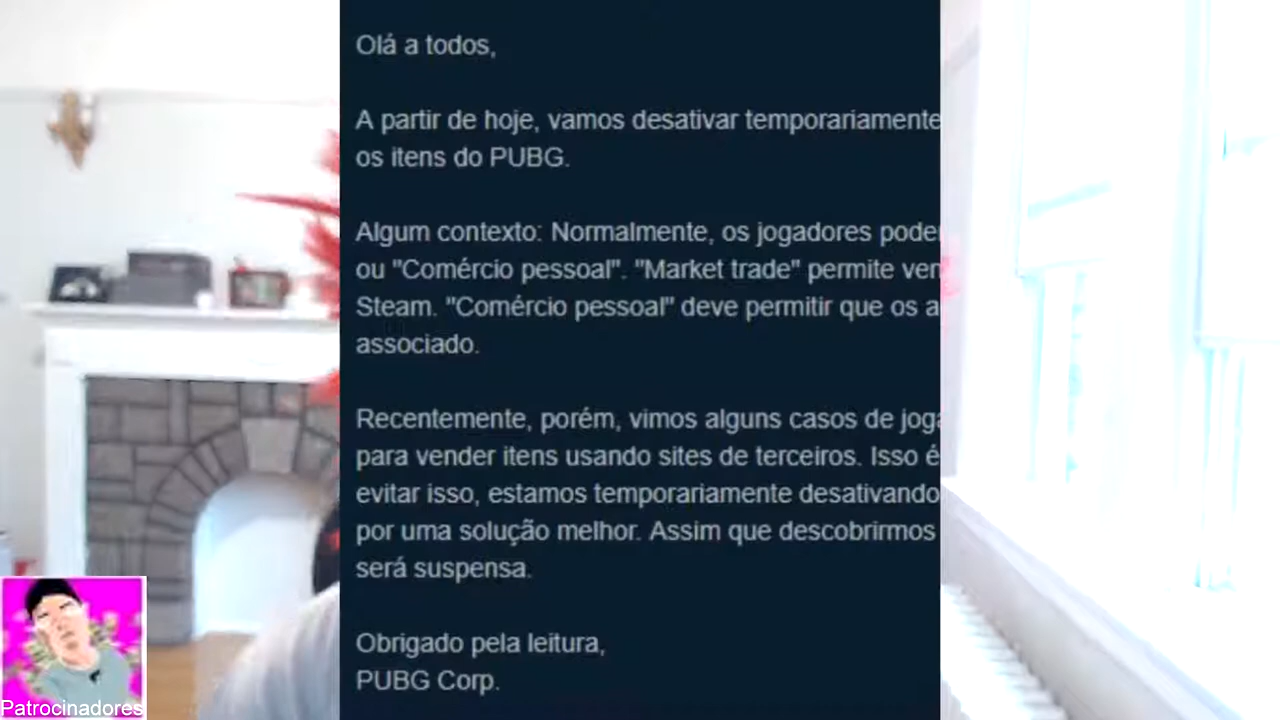 Olá a todos,
A partir de hoje, vamos desativar temporariamente
os itens do PUBG.
Algum contexto: Normalmente, os jogadores
ou "Comércio pessoal". "Market trade" permite
Steam. "Comércio pessoal" deve permitir que os
associado.
Recentemente, porém, vimos alguns casos de
para vender itens usando sites de terceiros. Isso é
evitar isso, estamos temporariamente desativando
por uma solução melhor. Assim que descobrirmos
será suspensa.
Obrigado pela leitura,
PUBG Corp.
Patrocinadores